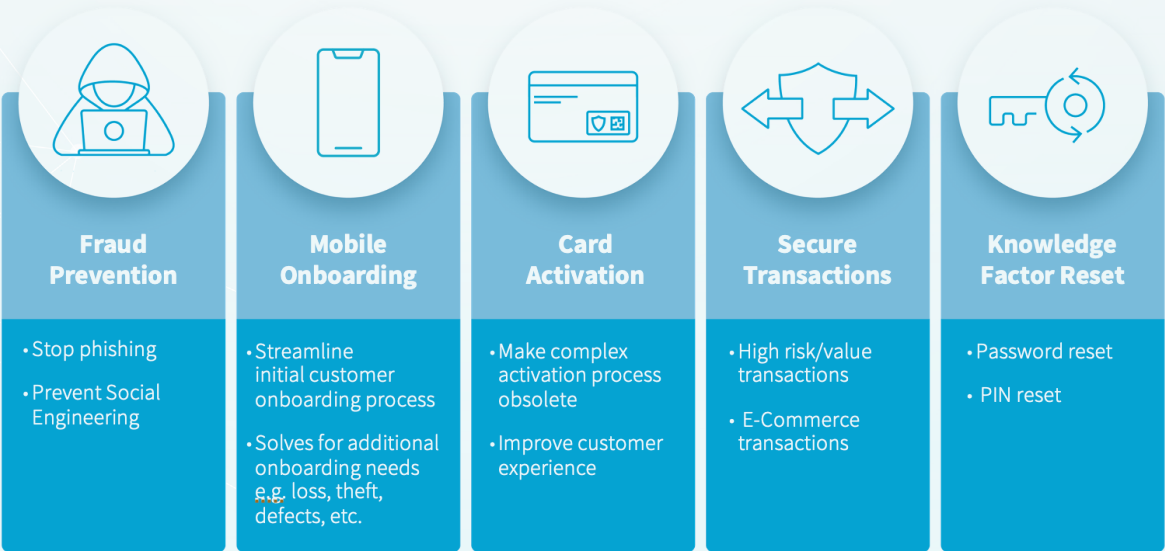 Fraud
Prevention
• Stop phishing
• Prevent Social
Engineering
Mobile
Onboarding
• Streamline
initial customer
onboarding process
• Solves for additional
onboarding needs
e.g. loss, theft,
defects, etc.
Card
Activation
• Make complex
activation process
obsolete
• Improve customer
experience
Secure
Transactions
• High risk/value
transactions
• E-Commerce
transactions
Knowledge
Factor Reset
• Password reset
• PIN reset